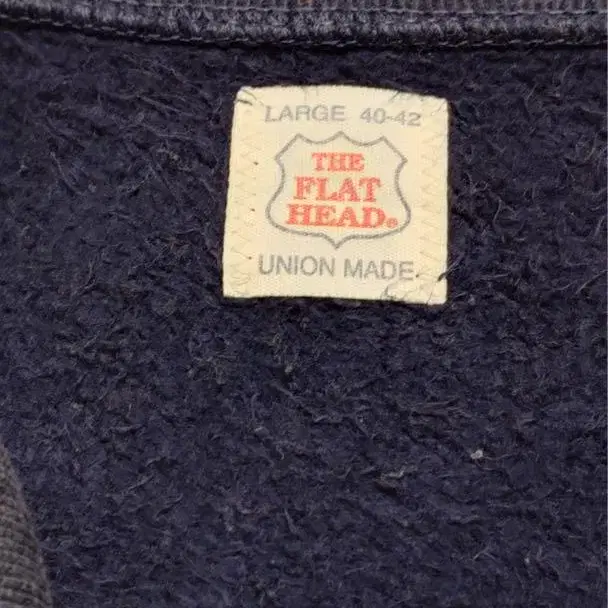 LARGE 40-42
THE
FLAT
HEAD®
UNION MADE